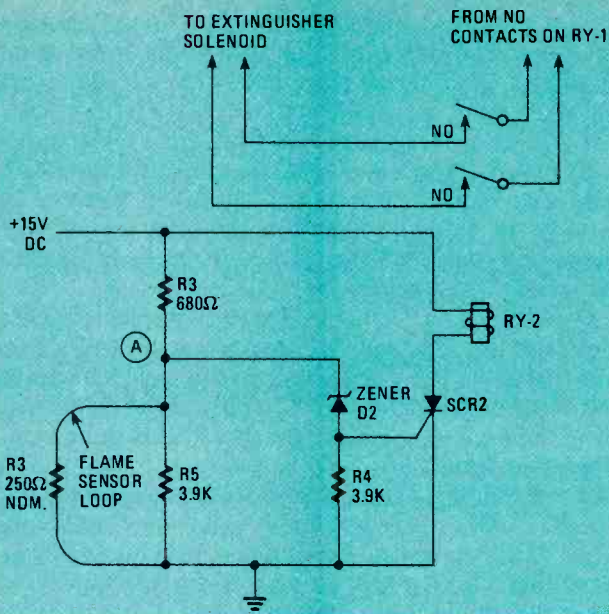 TO EXTINGUISHER
SOLENOID
FROM NO
CONTACTS ON RY-1
NO
NO
+15V
DC
R3
680Ω
A
RY-2
ZENER
D2
SCR2
R3
250Ω
NOM.
FLAME
SENSOR
LOOP
R5
3.9K
R4
3.9K